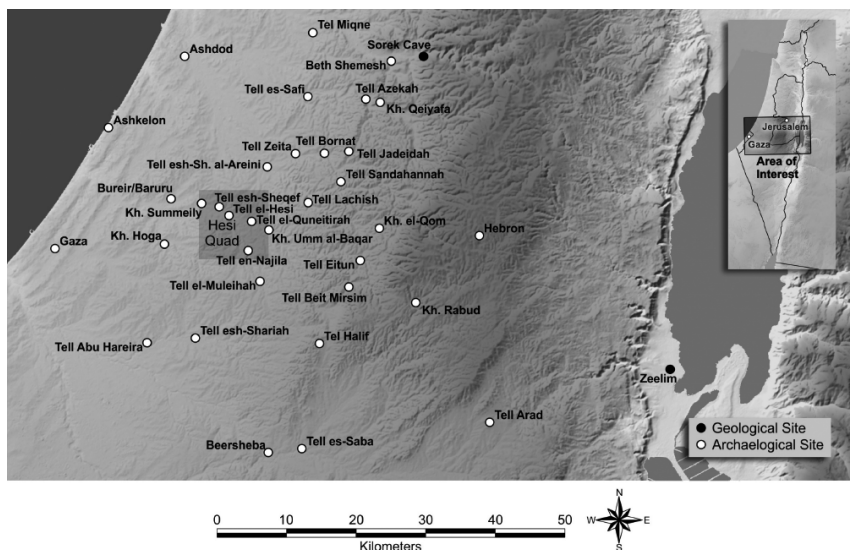 Tel Miqne
Ashdod
Sorek Cave
Beth Shemesh
Tell es-Safi
Tell Azekah
Kh. Qeiyafa
Ashkelon
Tell Zeita
Tell Bornat
Tell Jadeidah
Tell esh-Sh. al-Areini
Tell Sandahannah
Bureir/Baruru
Tell esh-Sheqef
Tell Lachish
Kh. Summeily
Tell el-Hesi
Tell el-Quneitirah
Kh. el-Qom
Hesi
Quad
Kh. Umm al-Baqar
Hebron
Gaza
Kh. Hoga
Tell en-Najila
Tell Eitun
Tell el-Muleihah
Tell Beit Mirsim
Kh. Rabud
Tell esh-Shariah
Tell Abu Hareira
Tel Halif
Zeelim
Tell Arad
Beersheba
Tell es-Saba
Jerusalem
Gaza
Area of
Interest
Geological Site
Archaelogical Site
0 10 20 30 40 50
Kilometers
N
W E
S